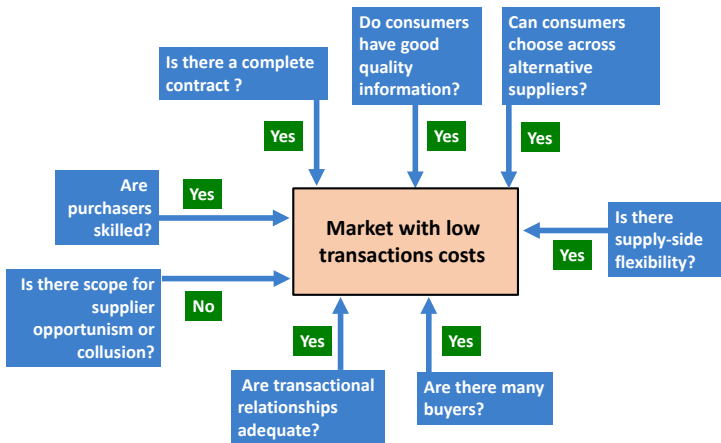 Is there a complete
contract ?
Do consumers
have good
quality
information?
Can consumers
choose across
alternative
suppliers?
Yes
Yes
Yes
Are
purchasers
skilled?
Yes
Market with low
transactions costs
Is there
supply-side
flexibility?
Yes
Is there scope for
supplier
opportunism or
collusion?
No
Yes
Yes
Are transactional
relationships
adequate?
Are there many
buyers?